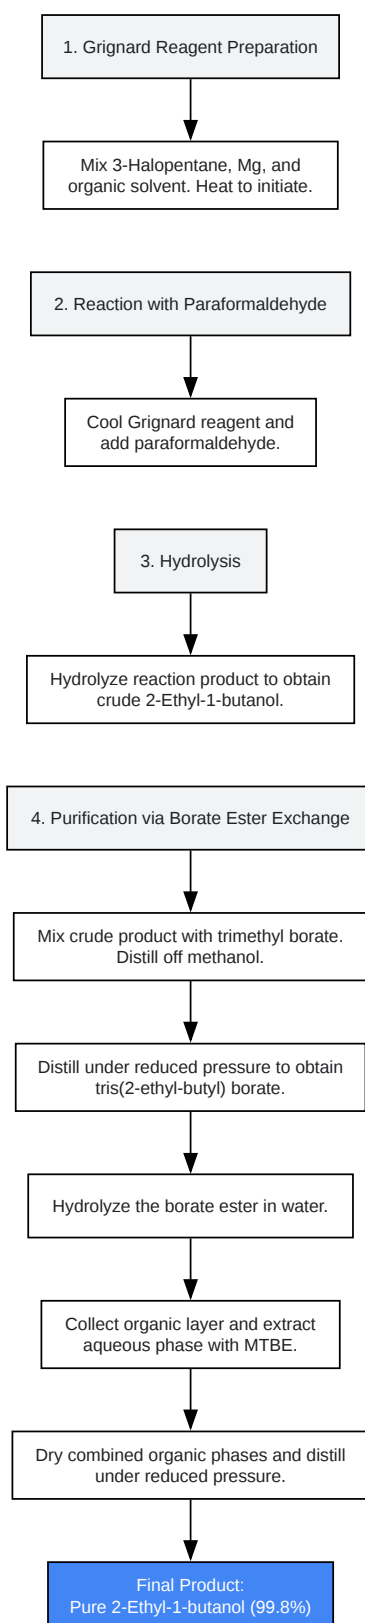 1. Grignard Reagent Preparation
Mix 3-Halopentane, Mg, and
organic solvent. Heat to initiate.
2. Reaction with Paraformaldehyde
Cool Grignard reagent and
add paraformaldehyde.
3. Hydrolysis
Hydrolyze reaction product to obtain
crude 2-Ethyl-1-butanol.
4. Purification via Borate Ester Exchange
Mix crude product with trimethyl borate.
Distill off methanol.
Distill under reduced pressure to obtain
tris(2-ethyl-butyl) borate.
Hydrolyze the borate ester in water.
Collect organic layer and extract
aqueous phase with MTBE.
Dry combined organic phases and distill
under reduced pressure.
Final Product:
Pure 2-Ethyl-1-butanol (99.8%)